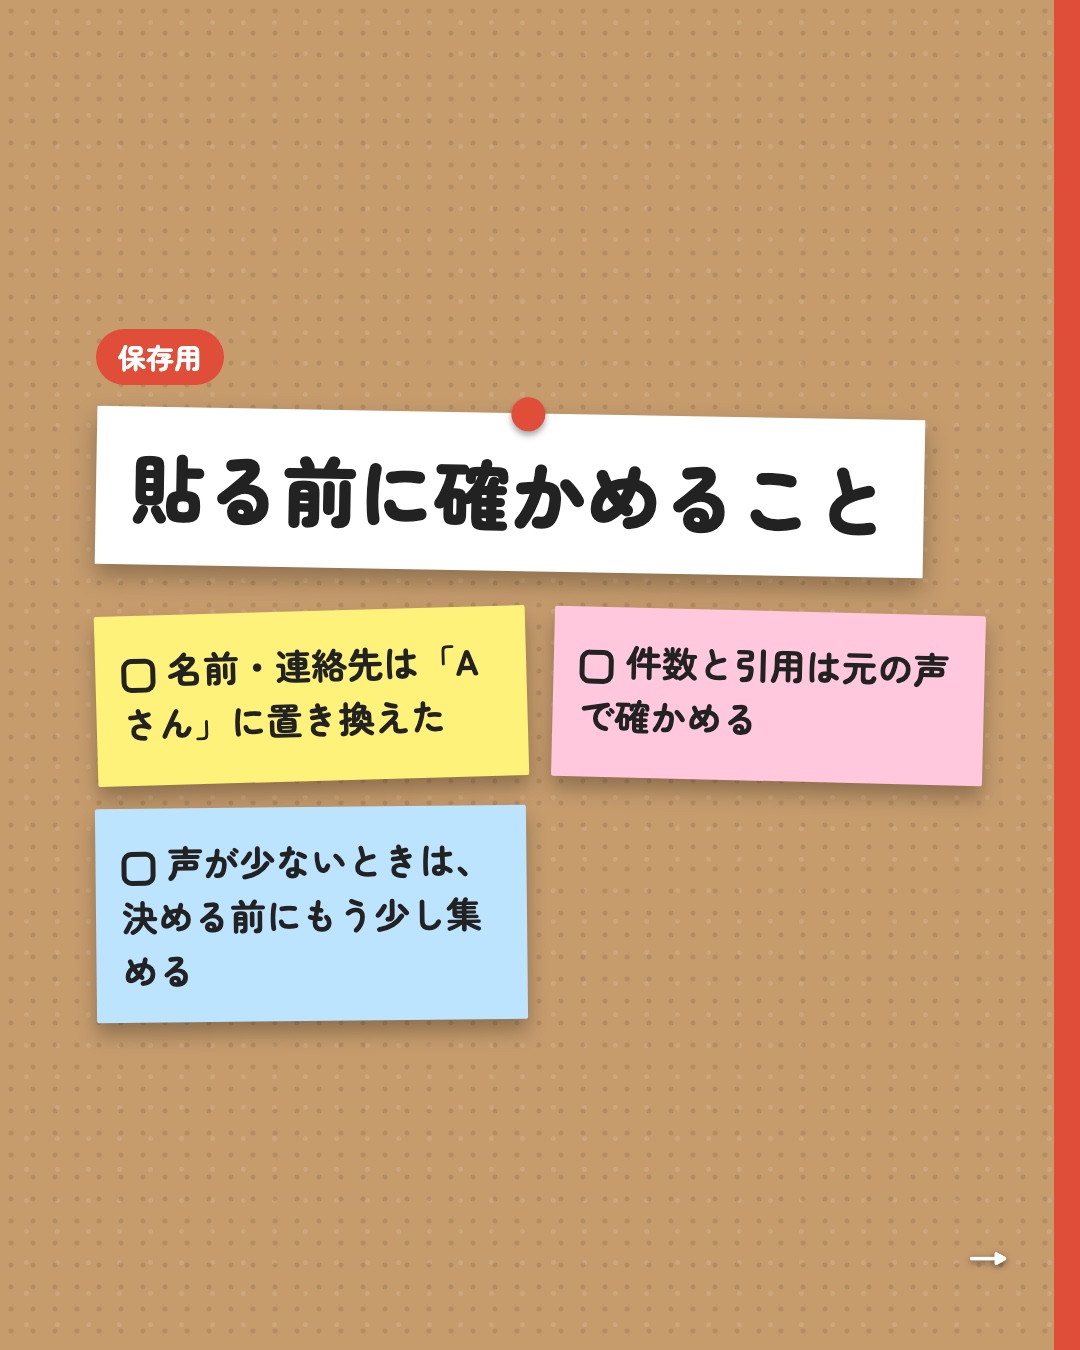 保存用
貼る前に確かめること
▢ 名前・連絡先は「A
さん」に置き換えた
▢ 件数と引用は元の声
で確かめる
▢ 声が少ないときは、
決める前にもう少し集
める
→